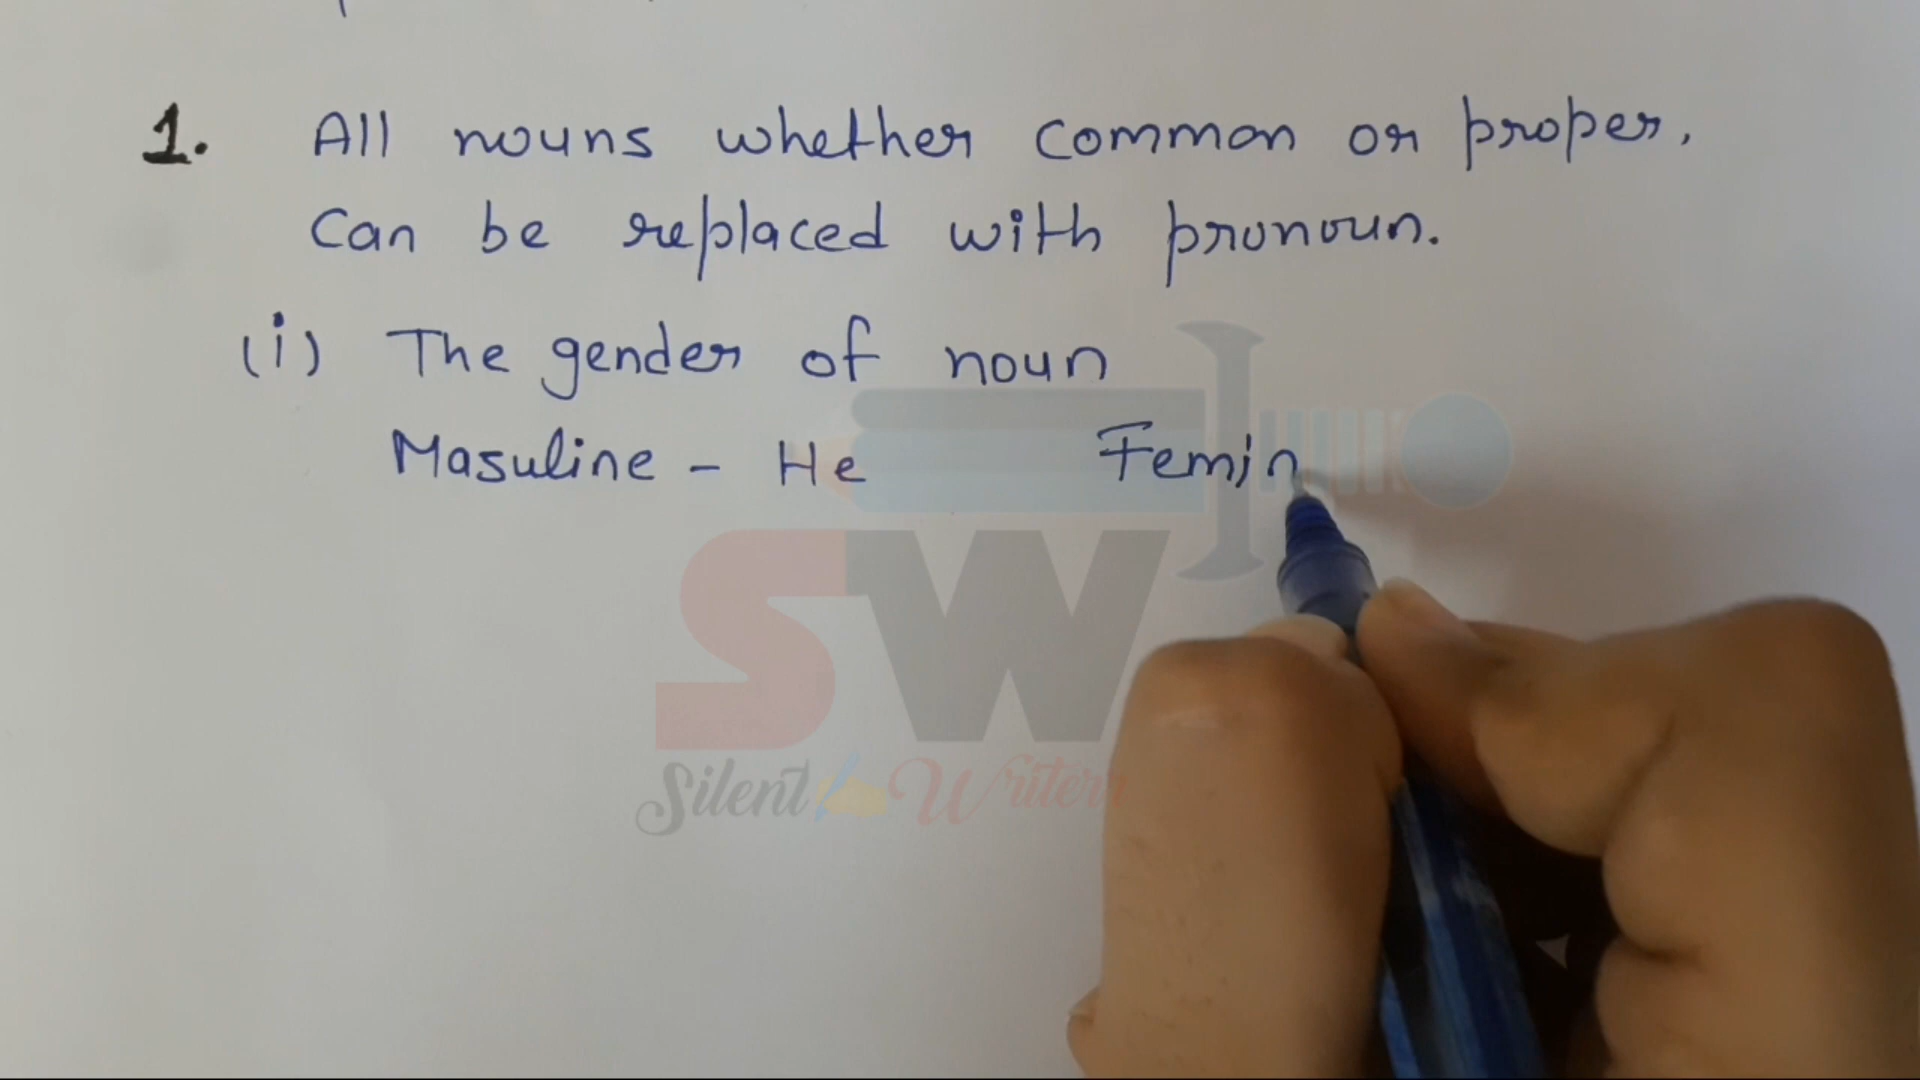 1. All nouns whether common or proper,
Can be replaced with pronoun.
(i) The gender of noun
Masuline - He Femin
SW
Silent Writers